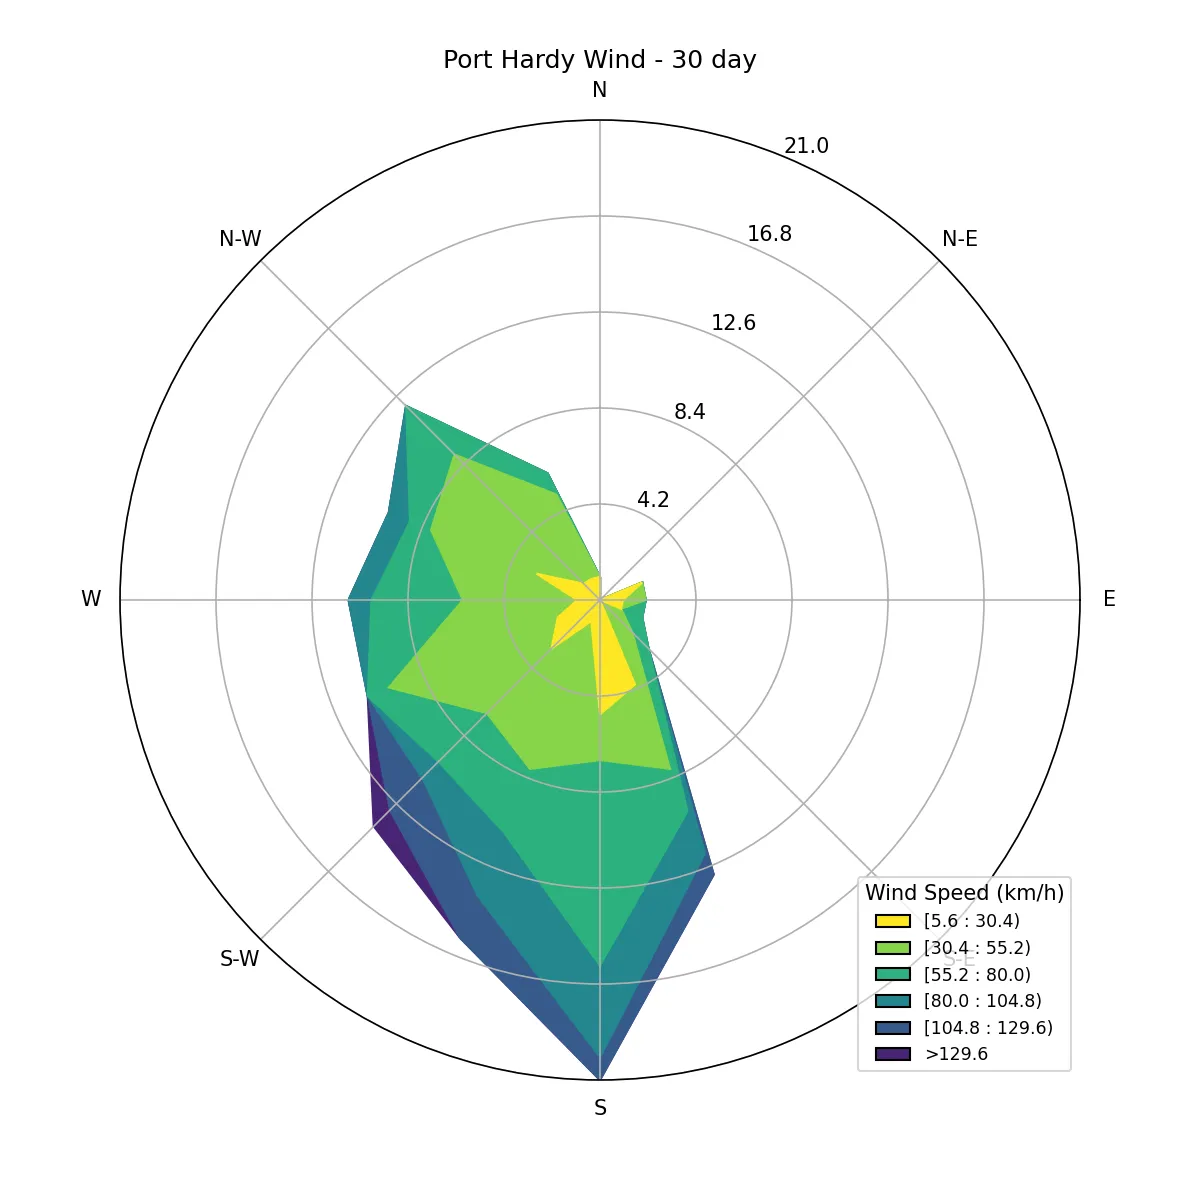 Port Hardy Wind - 30 day
N
21.0
16.8
N-W
N-E
12.6
8.4
4.2
W
E
Wind Speed (km/h)
[5.6 : 30.4)
[30.4 : 55.2)
S-W
S-E
[55.2 : 80.0)
[80.0 : 104.8)
[104.8 : 129.6)
>129.6
S